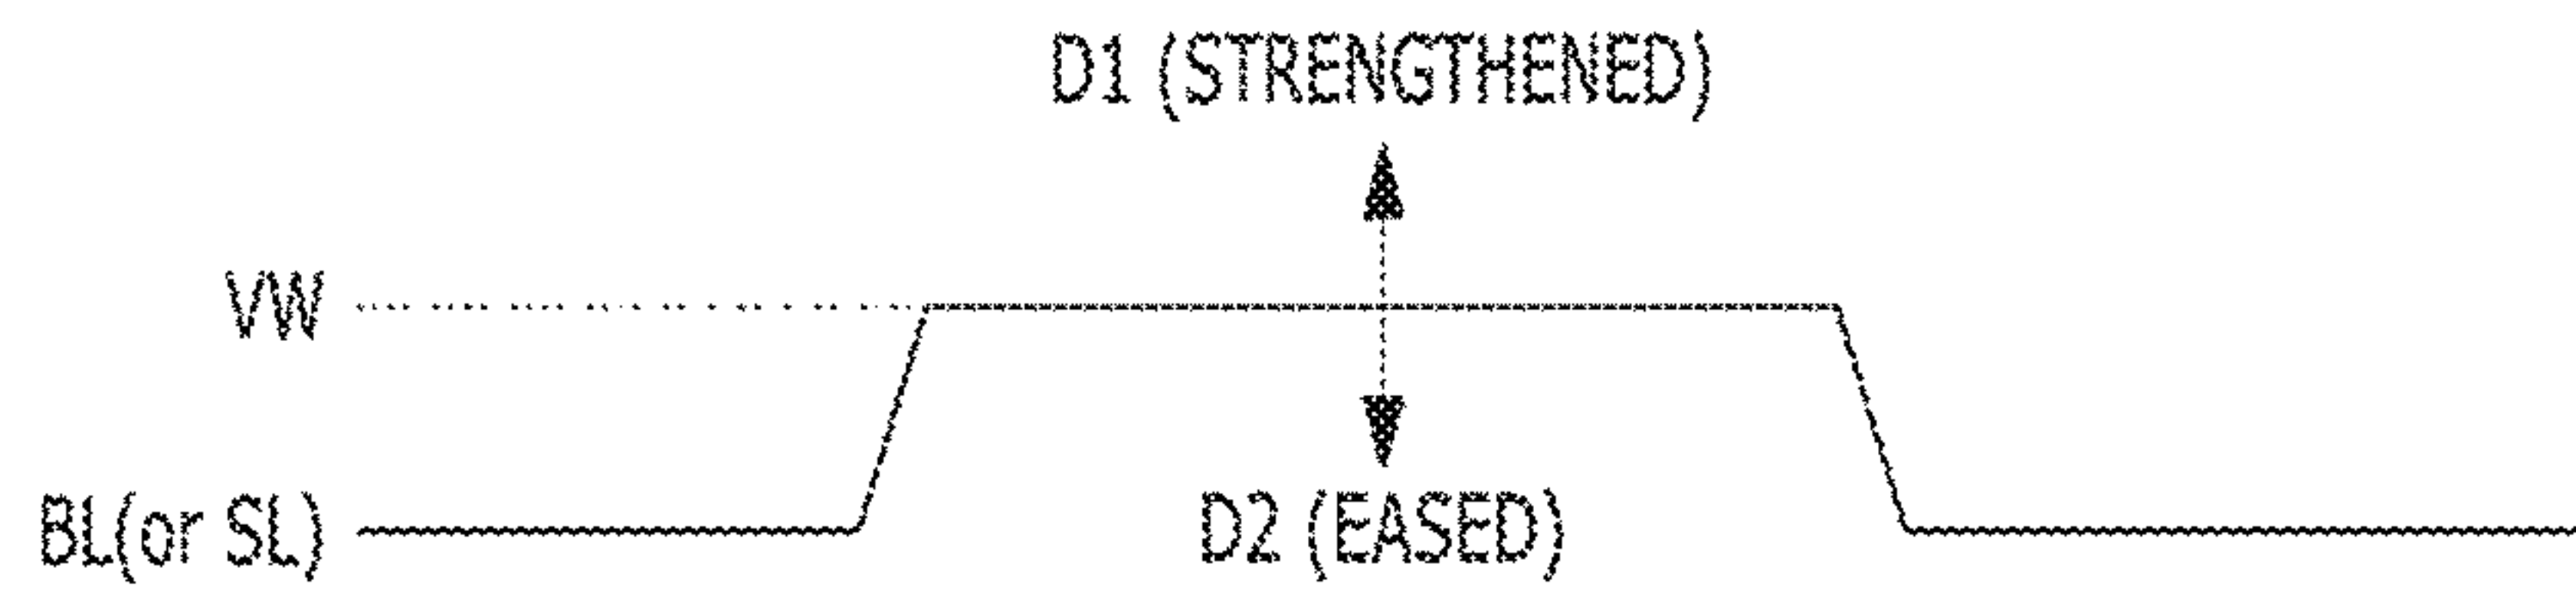 D1 (STRENGTHENED)
VW
BL(or SL)
D2 (EASED)